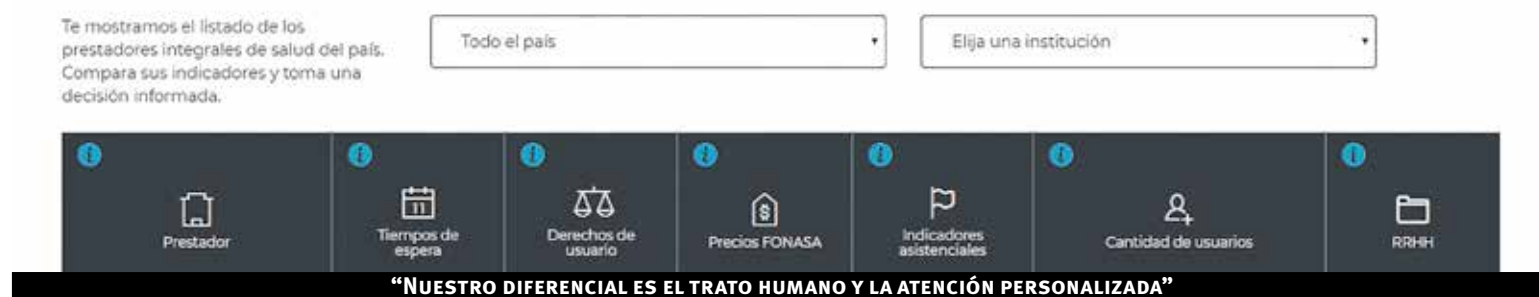 Te mostramos el listado de los
prestadores integrales de salud del país.
Compara sus indicadores y toma una
decisión informada.
Todo el país
Elija una institución
Prestador
11
Tiempos de
espera
Derechos de
usuario
$
Precios FONASA
Indicadores
asistenciales
Cantidad de usuarios
RRHH
“NUESTRO DIFERENCIAL ES EL TRATO HUMANO Y LA ATENCIÓN PERSONALIZADA”